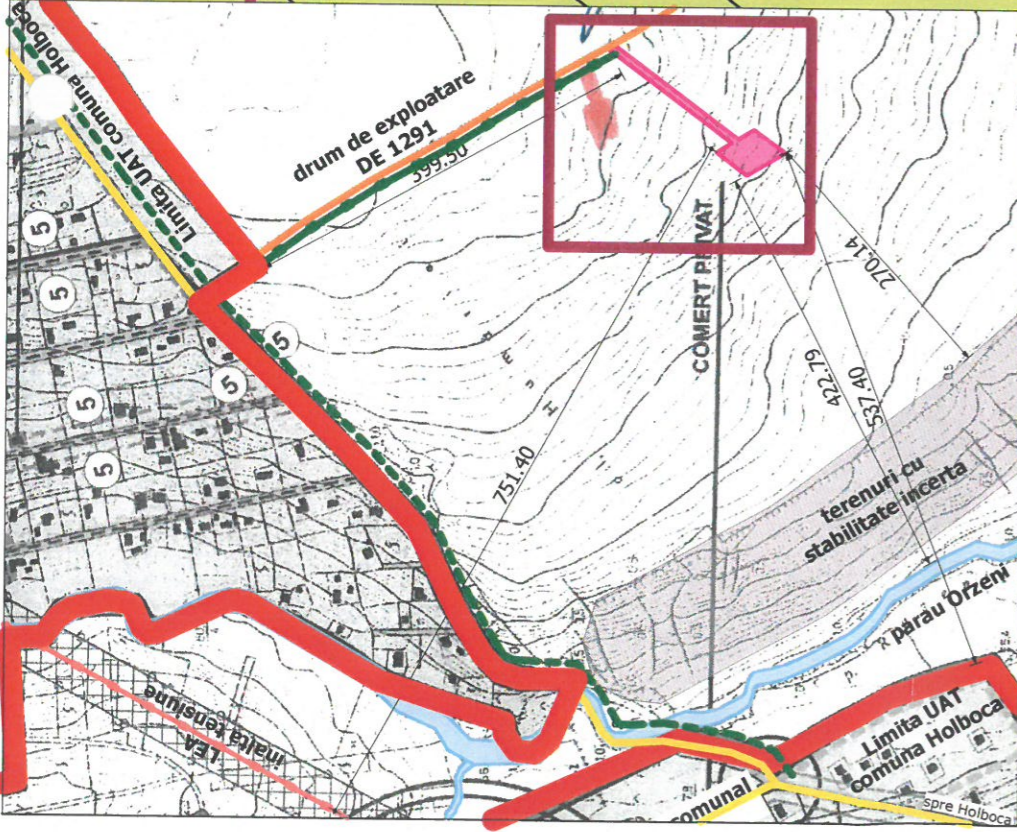 Limita UAT comuna Holboca
drum de exploatare
DE 1291
399.50
COMERT PRIVAT
270.14
422.79
537.40
751.40
5
5
5
5
5
5
terenuri cu
stabilitate incerta
parau Orzeni
LEA
inalta tensiune
Limita UAT
comuna Holboca
comunal
spre Holboca